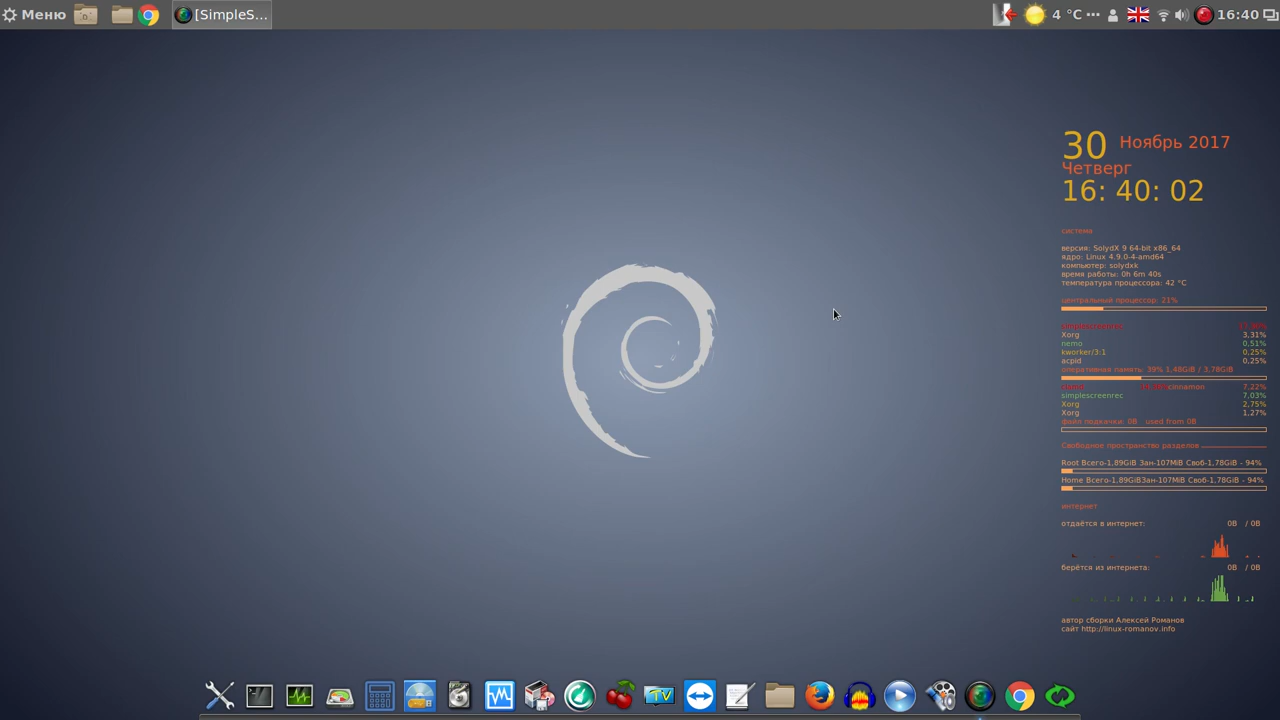 Меню
[SimpleS...
4 °C
16:40
30 Ноябрь 2017
Четверг
16: 40: 02
система
версия: SolydX 9 64-bit x86_64
ядро: Linux 4.9.0-4-amd64
компьютер: solydxk
время работы: 0h 6m 40s
температура процессора: 42 °C
центральный процессор: 21%
simplescreenrec
Xorg 3,31%
nemo 0,51%
kworker/3:1 0,25%
acpid 0,25%
оперативная память: 39% 1,48GiB / 3,78GiB
cinnamon 7,22%
simplescreenrec 7,03%
Xorg 2,75%
Xorg 1,27%
файл подкачки: 0B used fram 0B
Свободное пространство разделов
Root Всего-1,89GiB Зан-107MiB Своб-1,78GiB - 94%
Home Всего-1,89GiBЗан-107MiB Своб-1,78GiB - 94%
интернет
отдаётся в интернет: 0B / 0B
берётся из интернета: 0B / 0B
автор сборки Алексей Романов
сайт http://linux-romanov.info
TV